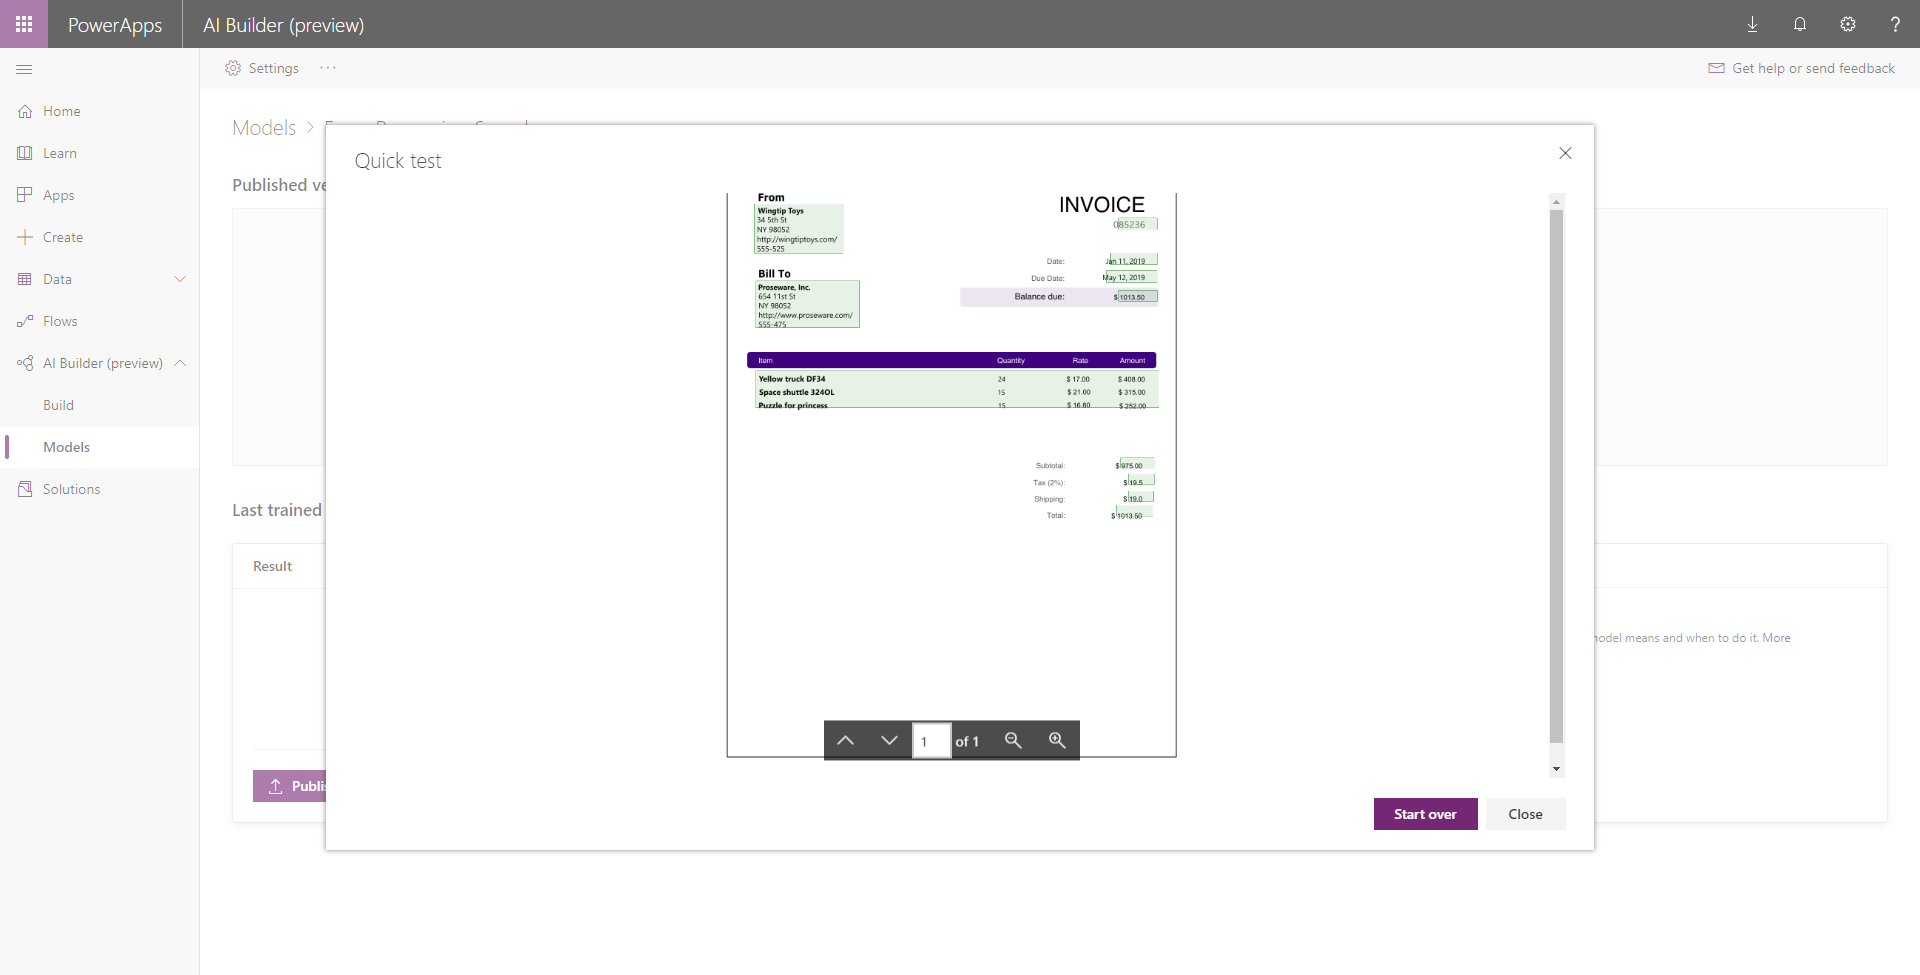 PowerApps
AI Builder (preview)
?
Settings
Get help or send feedback
Home
Learn
Apps
Create
Data
Flows
AI Builder (preview)
Build
Models
Solutions
Models
Published ve
Last trained
Result
Publis
nodel means and when to do it. More
Quick test
From
Wingtip Toys
34 5th St
NY 98052
http://wingtiptoys.com/
555-525
INVOICE
085236
Date: Jan 11, 2019
Due Date: May 12, 2019
Balance due: $ 1013.50
Bill To
Proseware, Inc.
654 11st St
NY 98052
http://www.proseware.com/
555-475
Item Quantity Rate Amount
Yellow truck DF34 24 $ 17.00 $ 408.00
Space shuttle 324OL 15 $ 21.00 $ 315.00
Puzzle for princess 15 $ 16.80 $ 252.00
Subtotal: $ 975.00
Tax (2%): $ 19.5
Shipping: $ 19.0
Total: $ 1013.50
1 of 1
Start over
Close